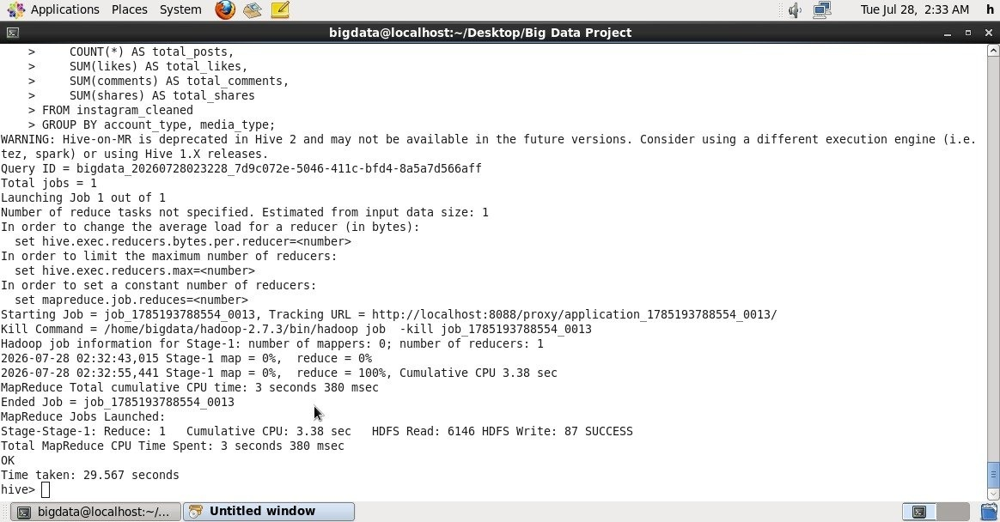 Applications Places System Tue Jul 28, 2:33 AM h
bigdata@localhost:~/Desktop/Big Data Project
> COUNT(*) AS total_posts,
> SUM(likes) AS total_likes,
> SUM(comments) AS total_comments,
> SUM(shares) AS total_shares
> FROM instagram_cleaned
> GROUP BY account_type, media_type;
WARNING: Hive-on-MR is deprecated in Hive 2 and may not be available in the future versions. Consider using a different execution engine (i.e.
tez, spark) or using Hive 1.X releases.
Query ID = bigdata_20260728023228_7d9c072e-5046-411c-bfd4-8a5a7d566aff
Total jobs = 1
Launching Job 1 out of 1
Number of reduce tasks not specified. Estimated from input data size: 1
In order to change the average load for a reducer (in bytes):
  set hive.exec.reducers.bytes.per.reducer=<number>
In order to limit the maximum number of reducers:
  set hive.exec.reducers.max=<number>
In order to set a constant number of reducers:
  set mapreduce.job.reduces=<number>
Starting Job = job_1785193788554_0013, Tracking URL = http://localhost:8088/proxy/application_1785193788554_0013/
Kill Command = /home/bigdata/hadoop-2.7.3/bin/hadoop job  -kill job_1785193788554_0013
Hadoop job information for Stage-1: number of mappers: 0; number of reducers: 1
2026-07-28 02:32:43,015 Stage-1 map = 0%,  reduce = 0%
2026-07-28 02:32:55,441 Stage-1 map = 0%,  reduce = 100%, Cumulative CPU 3.38 sec
MapReduce Total cumulative CPU time: 3 seconds 380 msec
Ended Job = job_1785193788554_0013
MapReduce Jobs Launched:
Stage-Stage-1: Reduce: 1   Cumulative CPU: 3.38 sec   HDFS Read: 6146 HDFS Write: 87 SUCCESS
Total MapReduce CPU Time Spent: 3 seconds 380 msec
OK
Time taken: 29.567 seconds
hive>
bigdata@localhost:~/... Untitled window